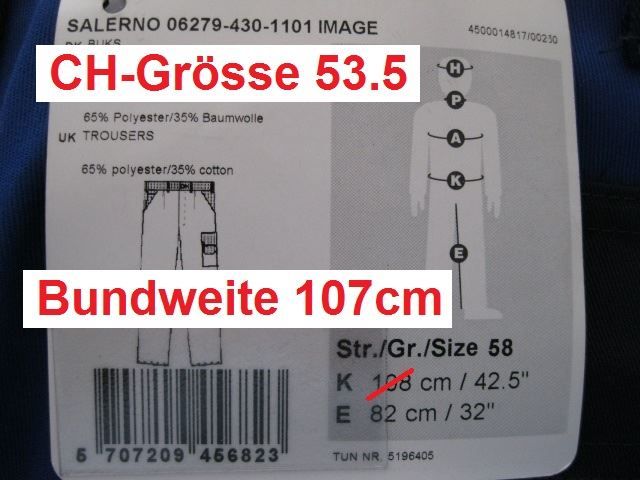 SALERNO 06279-430-1101 IMAGE
4500014817/00230
DK BUKS
CH-Grösse 53.5
65% Polyester/35% Baumwolle
UK TROUSERS
65% polyester/35% cotton
H
P
A
K
E
Bundweite 107cm
Str./Gr./Size 58
K 108 cm / 42.5"
E 82 cm / 32"
5 707209 456823
TUN NR. 5196405